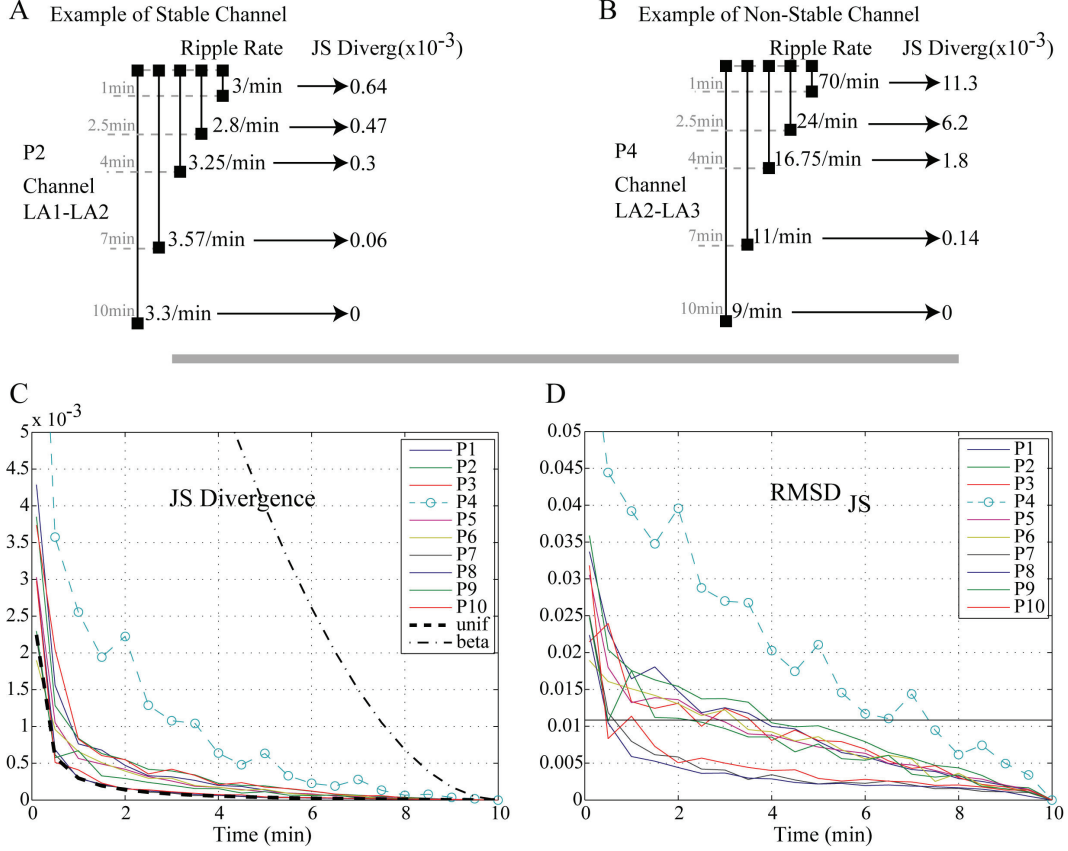 A
Example of Stable Channel
Ripple Rate JS Diverg(x10-3)
1min 3/min 0.64
2.5min 2.8/min 0.47
4min 3.25/min 0.3
P2
Channel
LA1-LA2
7min 3.57/min 0.06
10min 3.3/min 0
B
Example of Non-Stable Channel
Ripple Rate JS Diverg(x10-3)
1min 70/min 11.3
2.5min 24/min 6.2
4min 16.75/min 1.8
P4
Channel
LA2-LA3
7min 11/min 0.14
10min 9/min 0
C
x 10-3
5
4.5
4
3.5
3
2.5
2
1.5
1
0.5
0
JS Divergence
P1
P2
P3
P4
P5
P6
P7
P8
P9
P10
unif
beta
0 2 4 6 8 10
Time (min)
D
0.05
0.045
0.04
0.035
0.03
0.025
0.02
0.015
0.01
0.005
0
RMSD JS
P1
P2
P3
P4
P5
P6
P7
P8
P9
P10
0 2 4 6 8 10
Time (min)